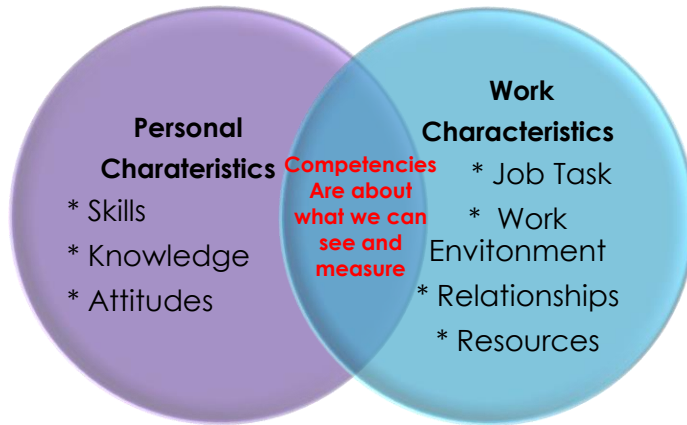 Personal
Charateristics
* Skills
* Knowledge
* Attitudes
Competencies
Are about
what we can
see and
measure
Work
Characteristics
* Job Task
* Work
Envitonment
* Relationships
* Resources